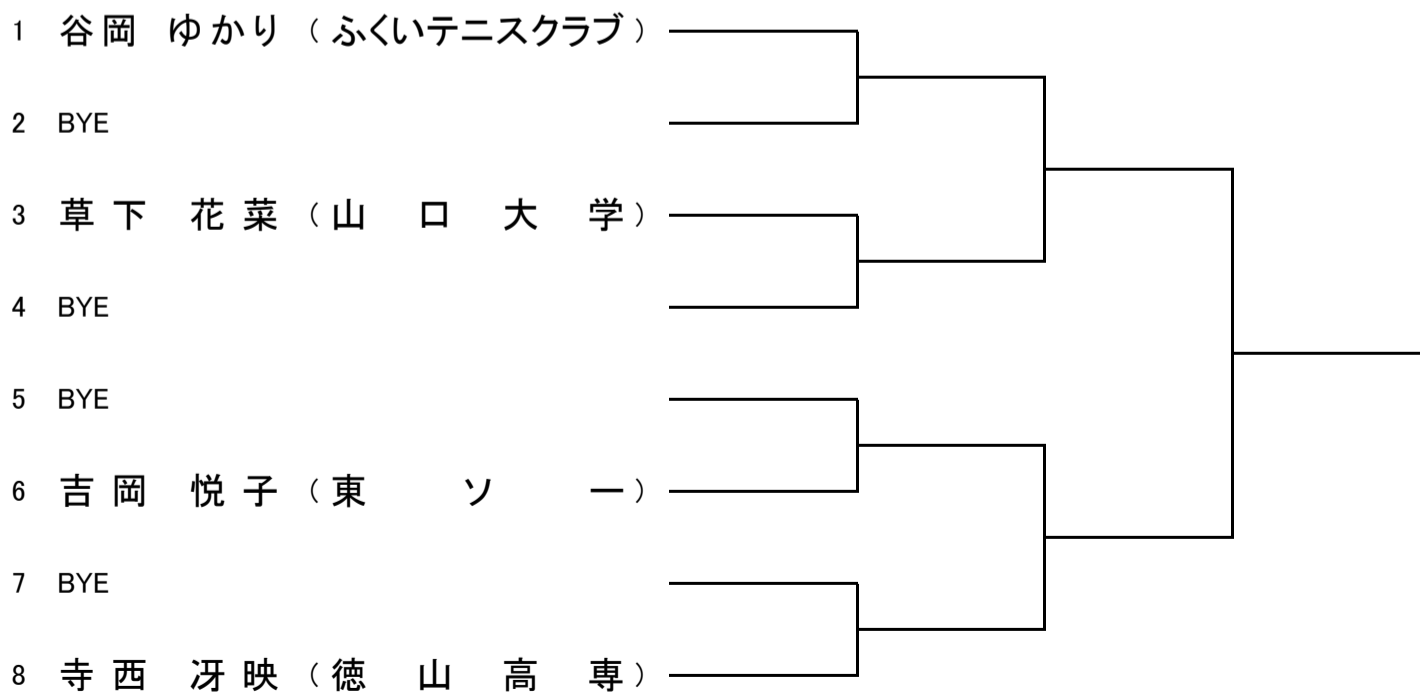 1 谷岡 ゆかり (ふくいテニスクラブ)
2 BYE
3 草下 花菜 (山口大学)
4 BYE
5 BYE
6 吉岡 悦子 (東ソー)
7 BYE
8 寺西 冴映 (徳山高専)